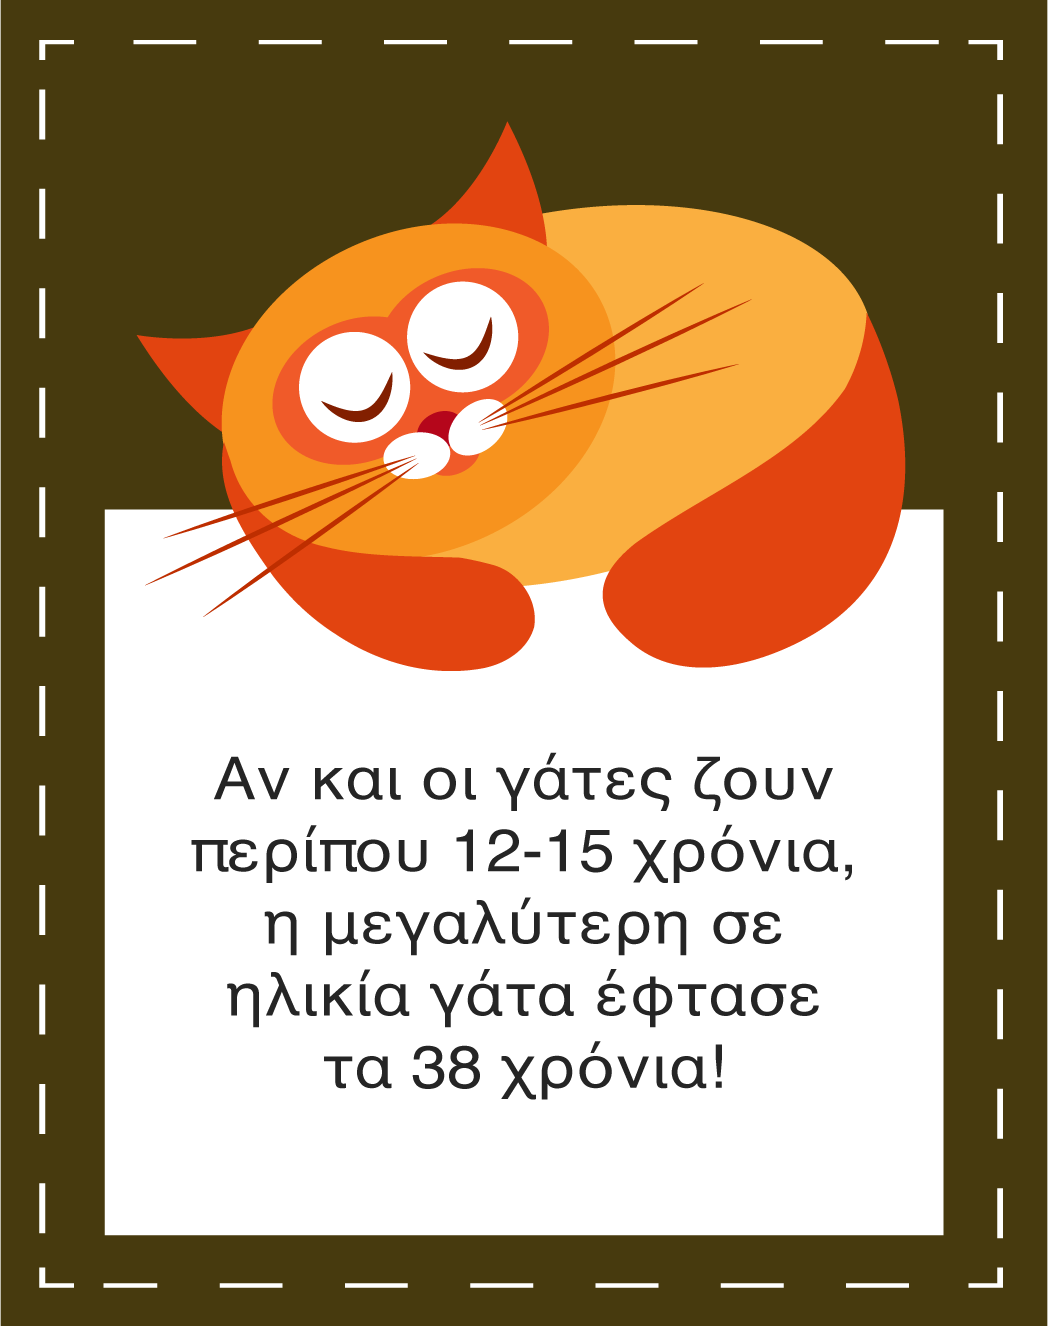 Αν και οι γάτες ζουν
περίπου 12-15 χρόνια,
η μεγαλύτερη σε
ηλικία γάτα έφτασε
τα 38 χρόνια!